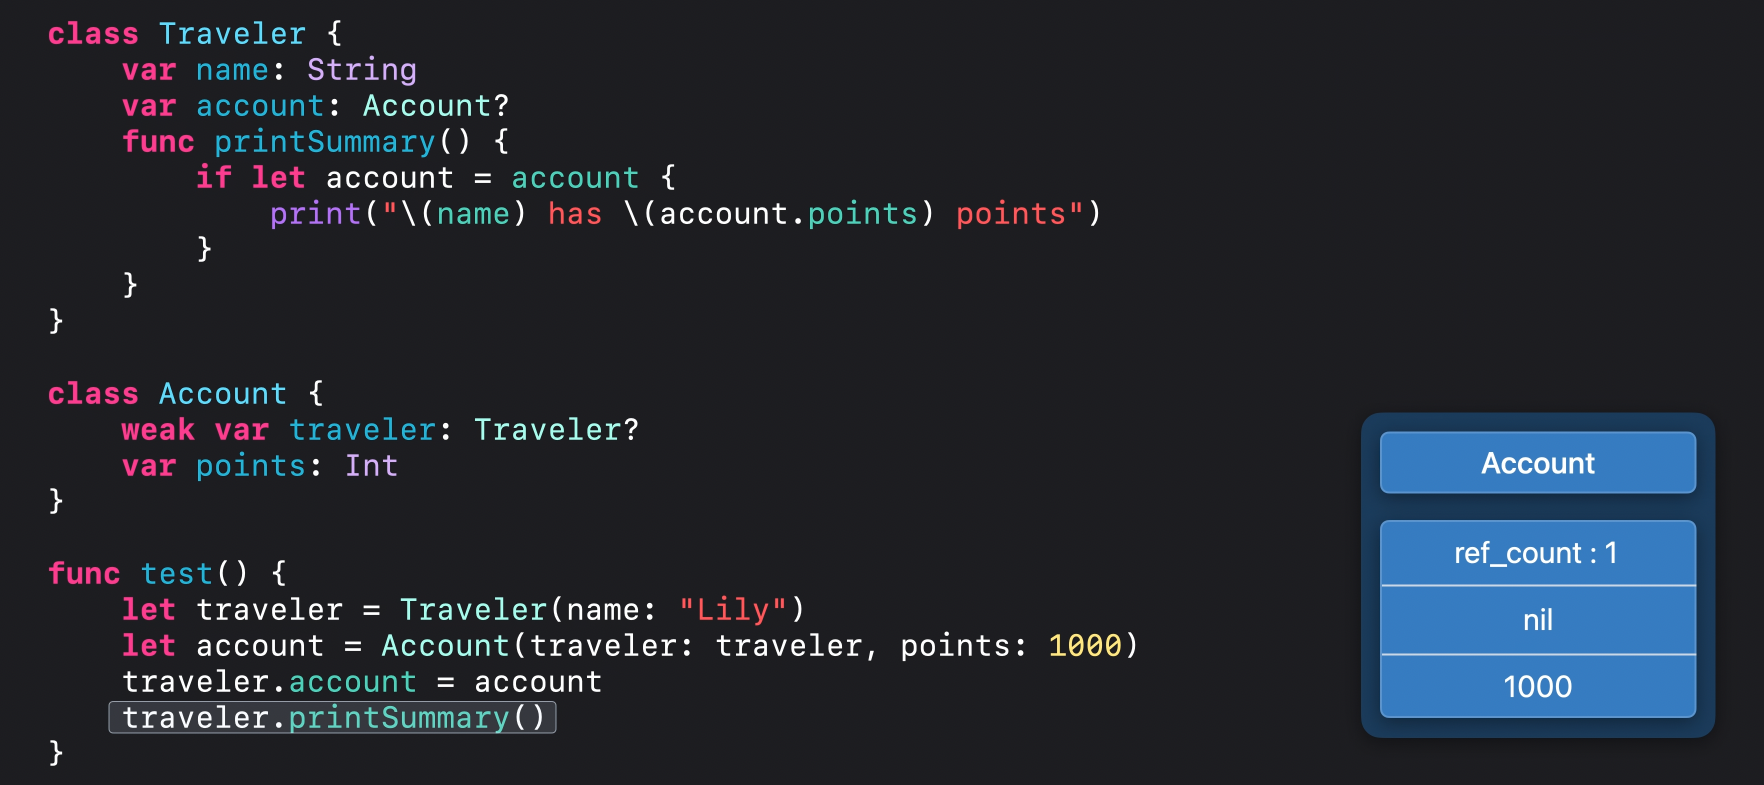 class Traveler {
    var name: String
    var account: Account?
    func printSummary() {
        if let account = account {
            print("\(name) has \(account.points) points")
        }
    }
}
class Account {
    weak var traveler: Traveler?
    var points: Int
}
func test() {
    let traveler = Traveler(name: "Lily")
    let account = Account(traveler: traveler, points: 1000)
    traveler.account = account
    traveler.printSummary()
}
Account
ref_count : 1
nil
1000